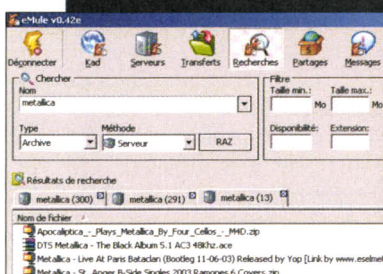 eMule v0.42e
Déconnecter Kad Serveurs Transferts Recherches Partages Messages
Chercher
Filtre
Nom
Taille min.: Taille max.:
metallica
Mo Mo
Type Méthode
Disponibilité: Extension:
Archive Serveur RAZ
Résultats de recherche
metallica (300) metallica (291) metallica (13)
Nom de fichier
Apocaliptica_-_Plays_Metallica_By_Four_Cellos_-_M4D.zip
DTS Metallica - The Black Album 5.1 AC3 48Khz.ace
Metallica - Live At Paris Bataclan (Bootleg 11-06-03) Released by Yop [Link by www.eselme
Metallica - St. Anger B-Side Singles 2003 Ramones 6 Covers.zip